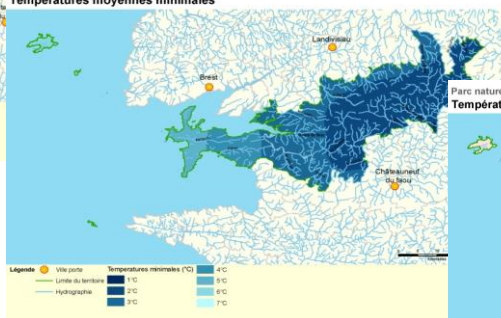 Températures moyennes minimales
Landivisiau
Brest
Châteauneuf
du faou
Parc nature
Températ
Légende
Ville porte
Limite du territoire
Hydrographie
Temperatures minimales (°C)
1°C
2°C
3°C
4°C
5°C
6°C
7°C